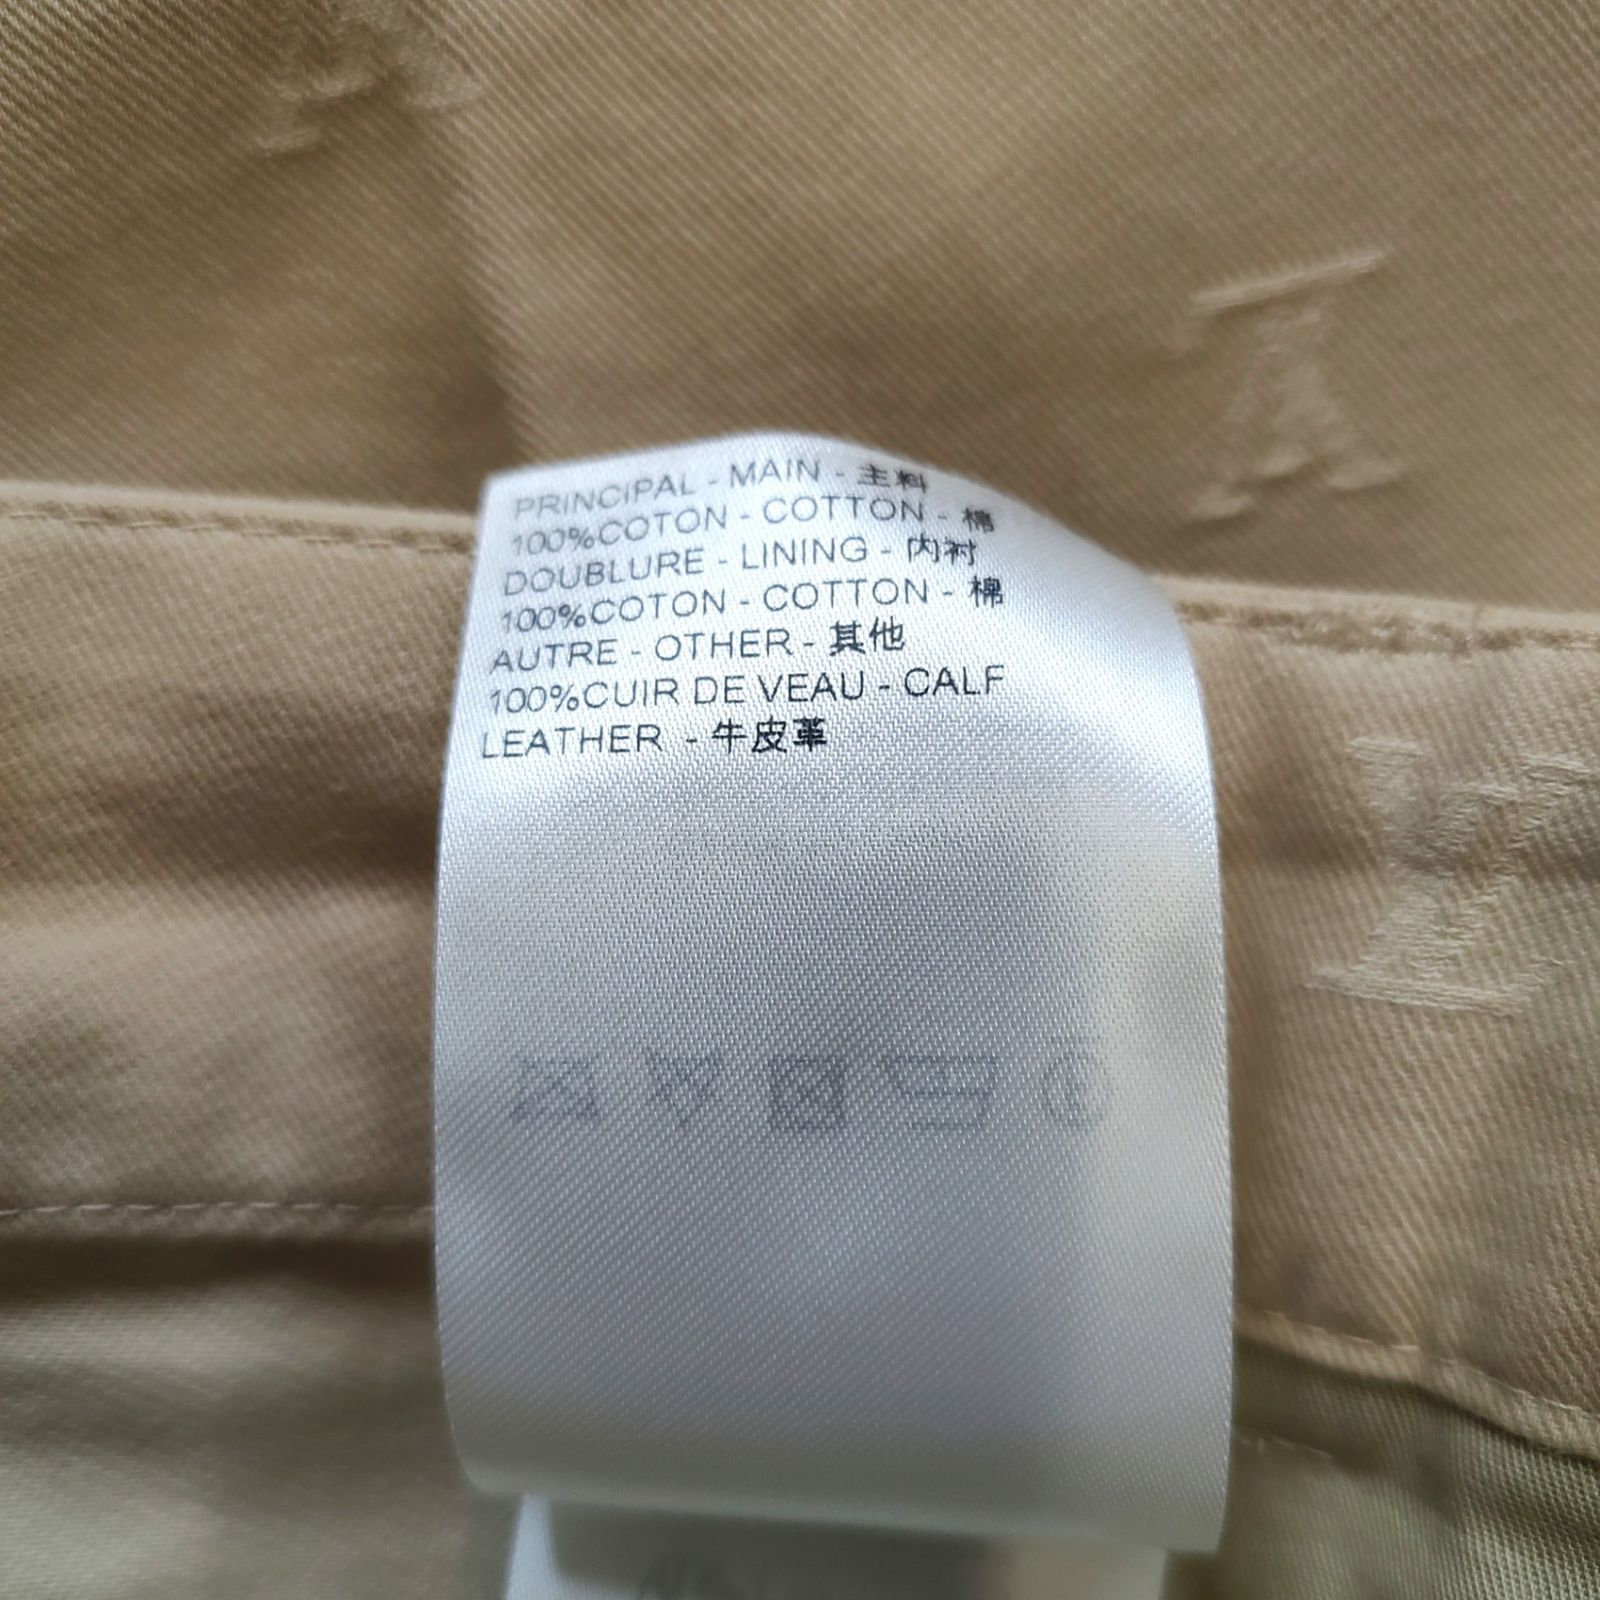 PRINCIPAL - MAIN - 主料
100%COTON - COTTON - 棉
DOUBLURE - LINING - 内衬
100%COTON - COTTON - 棉
AUTRE - OTHER - 其他
100%CUIR DE VEAU - CALF
LEATHER - 牛皮革